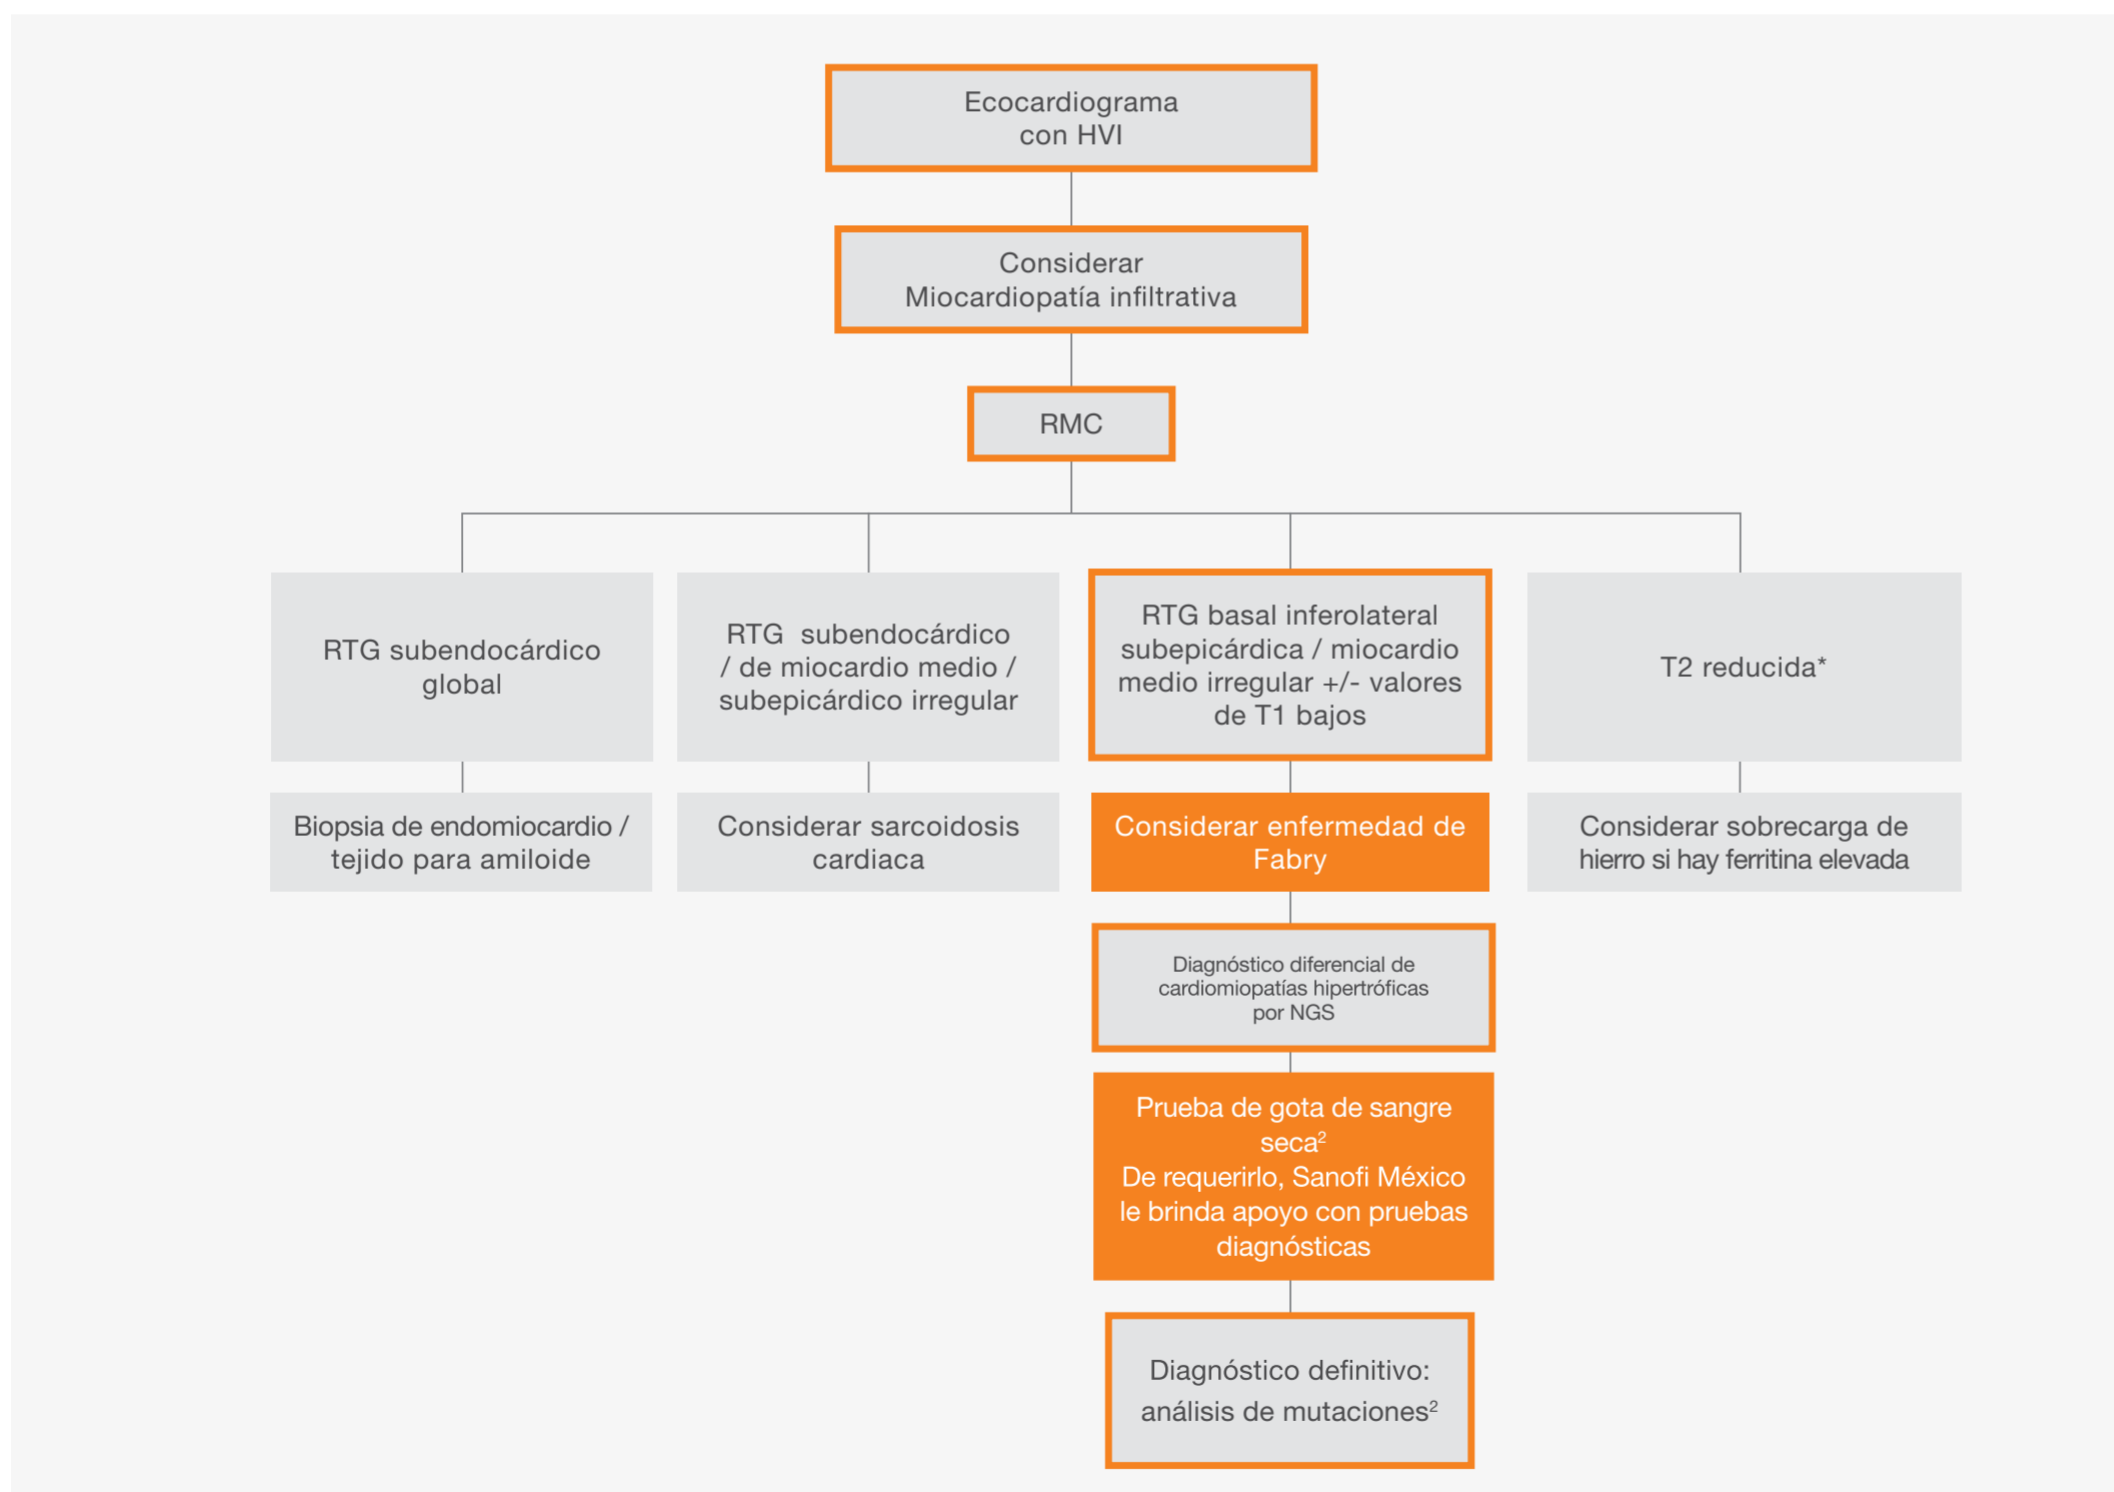 Ecocardiograma
con HVI
Considerar
Miocardiopatía infiltrativa
RMC
RTG subendocárdico
global
RTG subendocárdico
/ de miocardio medio /
subepicárdico irregular
RTG basal inferolateral
subepicárdica / miocardio
medio irregular +/- valores
de T1 bajos
T2 reducida*
Biopsia de endomiocardio /
tejido para amiloide
Considerar sarcoidosis
cardiaca
Considerar enfermedad de
Fabry
Considerar sobrecarga de
hierro si hay ferritina elevada
Diagnóstico diferencial de
cardiomiopatías hipertróficas
por NGS
Prueba de gota de sangre
seca²
De requerirlo, Sanofi México
le brinda apoyo con pruebas
diagnósticas
Diagnóstico definitivo:
análisis de mutaciones²